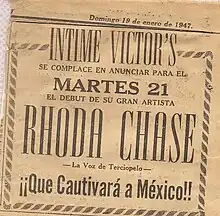 Domingo 19 de enero de 1947.
INTIME VICTOR'S
SE COMPLACE EN ANUNCIAR PARA EL
MARTES 21
EL DEBUT DE SU GRAN ARTISTA
RHODA CHASE
—La Voz de Terciopelo—
¡¡Que Cautivará a México!!